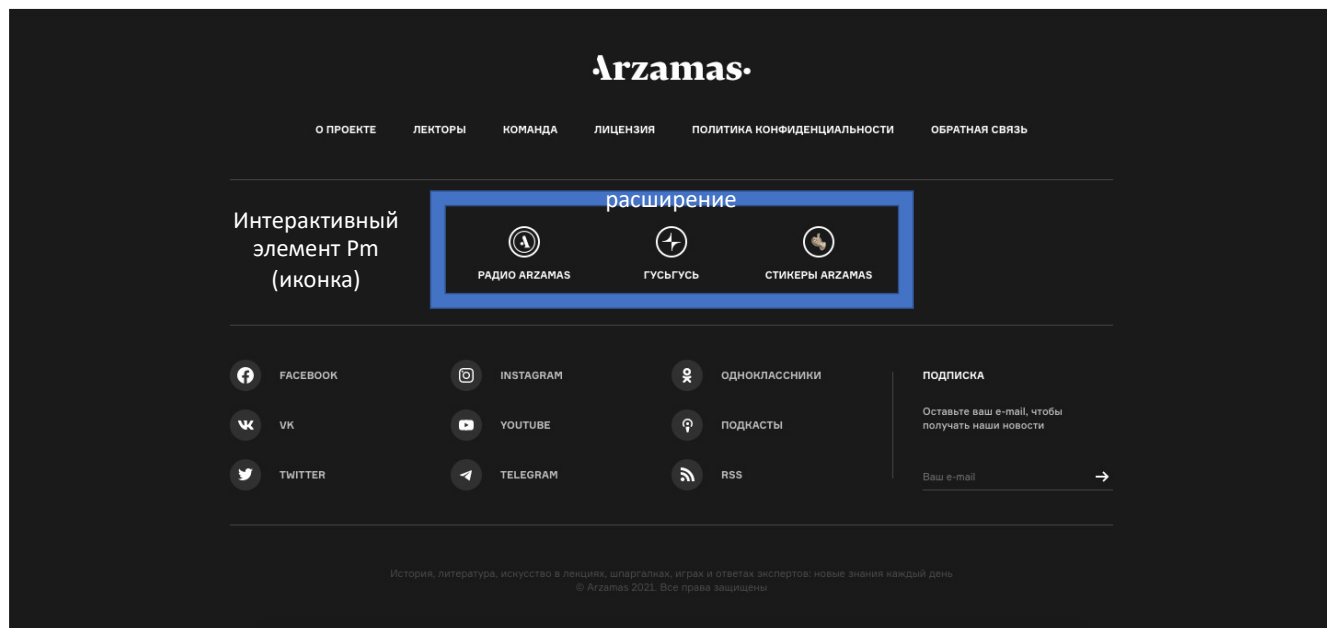 Arzamas
О ПРОЕКТЕ ЛЕКТОРЫ КОМАНДА ЛИЦЕНЗИЯ ПОЛИТИКА КОНФИДЕНЦИАЛЬНОСТИ ОБРАТНАЯ СВЯЗЬ
расширение
Интерактивный
элемент Pm
(иконка)
РАДИО ARZAMAS ГУСЬГУСЬ СТИКЕРЫ ARZAMAS
FACEBOOK INSTAGRAM ОДНОКЛАССНИКИ ПОДПИСКА
Оставьте ваш e-mail, чтобы
получать наши новости
VK YOUTUBE ПОДКАСТЫ
TWITTER TELEGRAM RSS Ваш e-mail
История, литература, искусство в лекциях, шпаргалках, играх и ответах экспертов: новые знания каждый день
© Arzamas 2021. Все права защищены